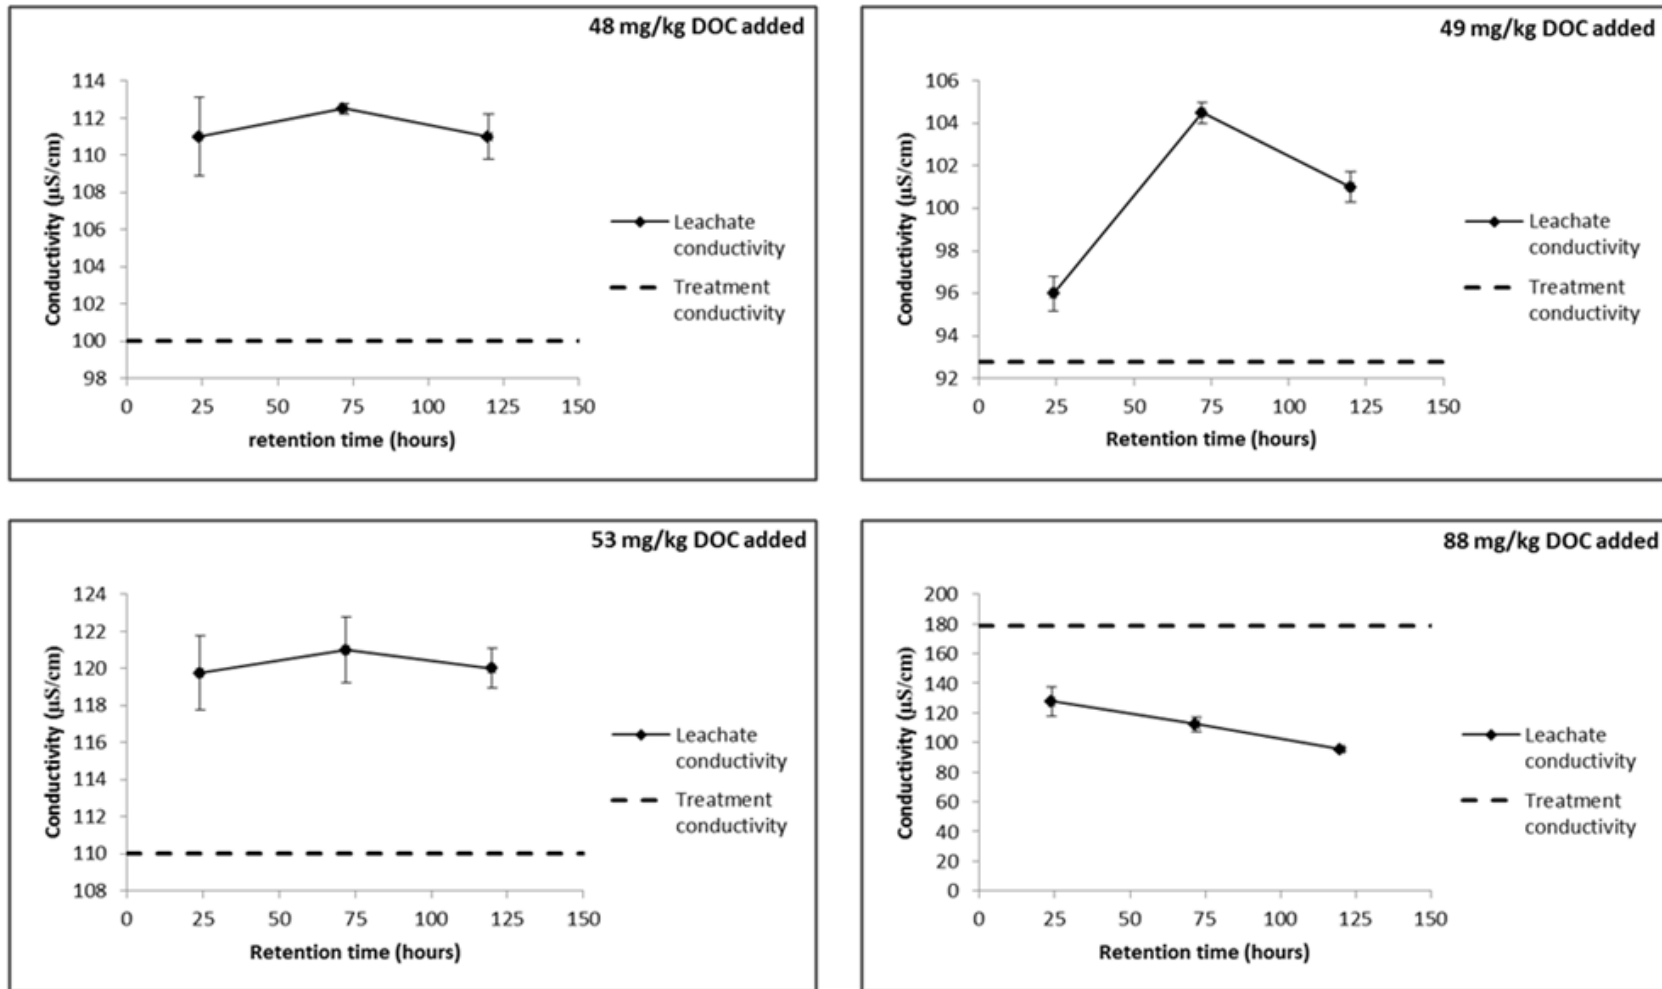 48 mg/kg DOC added
114
112
110
108
106
104
102
100
98
Conductivity (µS/cm)
0 25 50 75 100 125 150
retention time (hours)
Leachate
conductivity
Treatment
conductivity
49 mg/kg DOC added
106
104
102
100
98
96
94
92
Conductivity (µS/cm)
0 25 50 75 100 125 150
Retention time (hours)
Leachate
conductivity
Treatment
conductivity
53 mg/kg DOC added
124
122
120
118
116
114
112
110
108
Conductivity (µS/cm)
0 25 50 75 100 125 150
Retention time (hours)
Leachate
conductivity
Treatment
conductivity
88 mg/kg DOC added
200
180
160
140
120
100
80
60
40
20
0
Conductivity (µS/cm)
0 25 50 75 100 125 150
Retention time (hours)
Leachate
conductivity
Treatment
conductivity